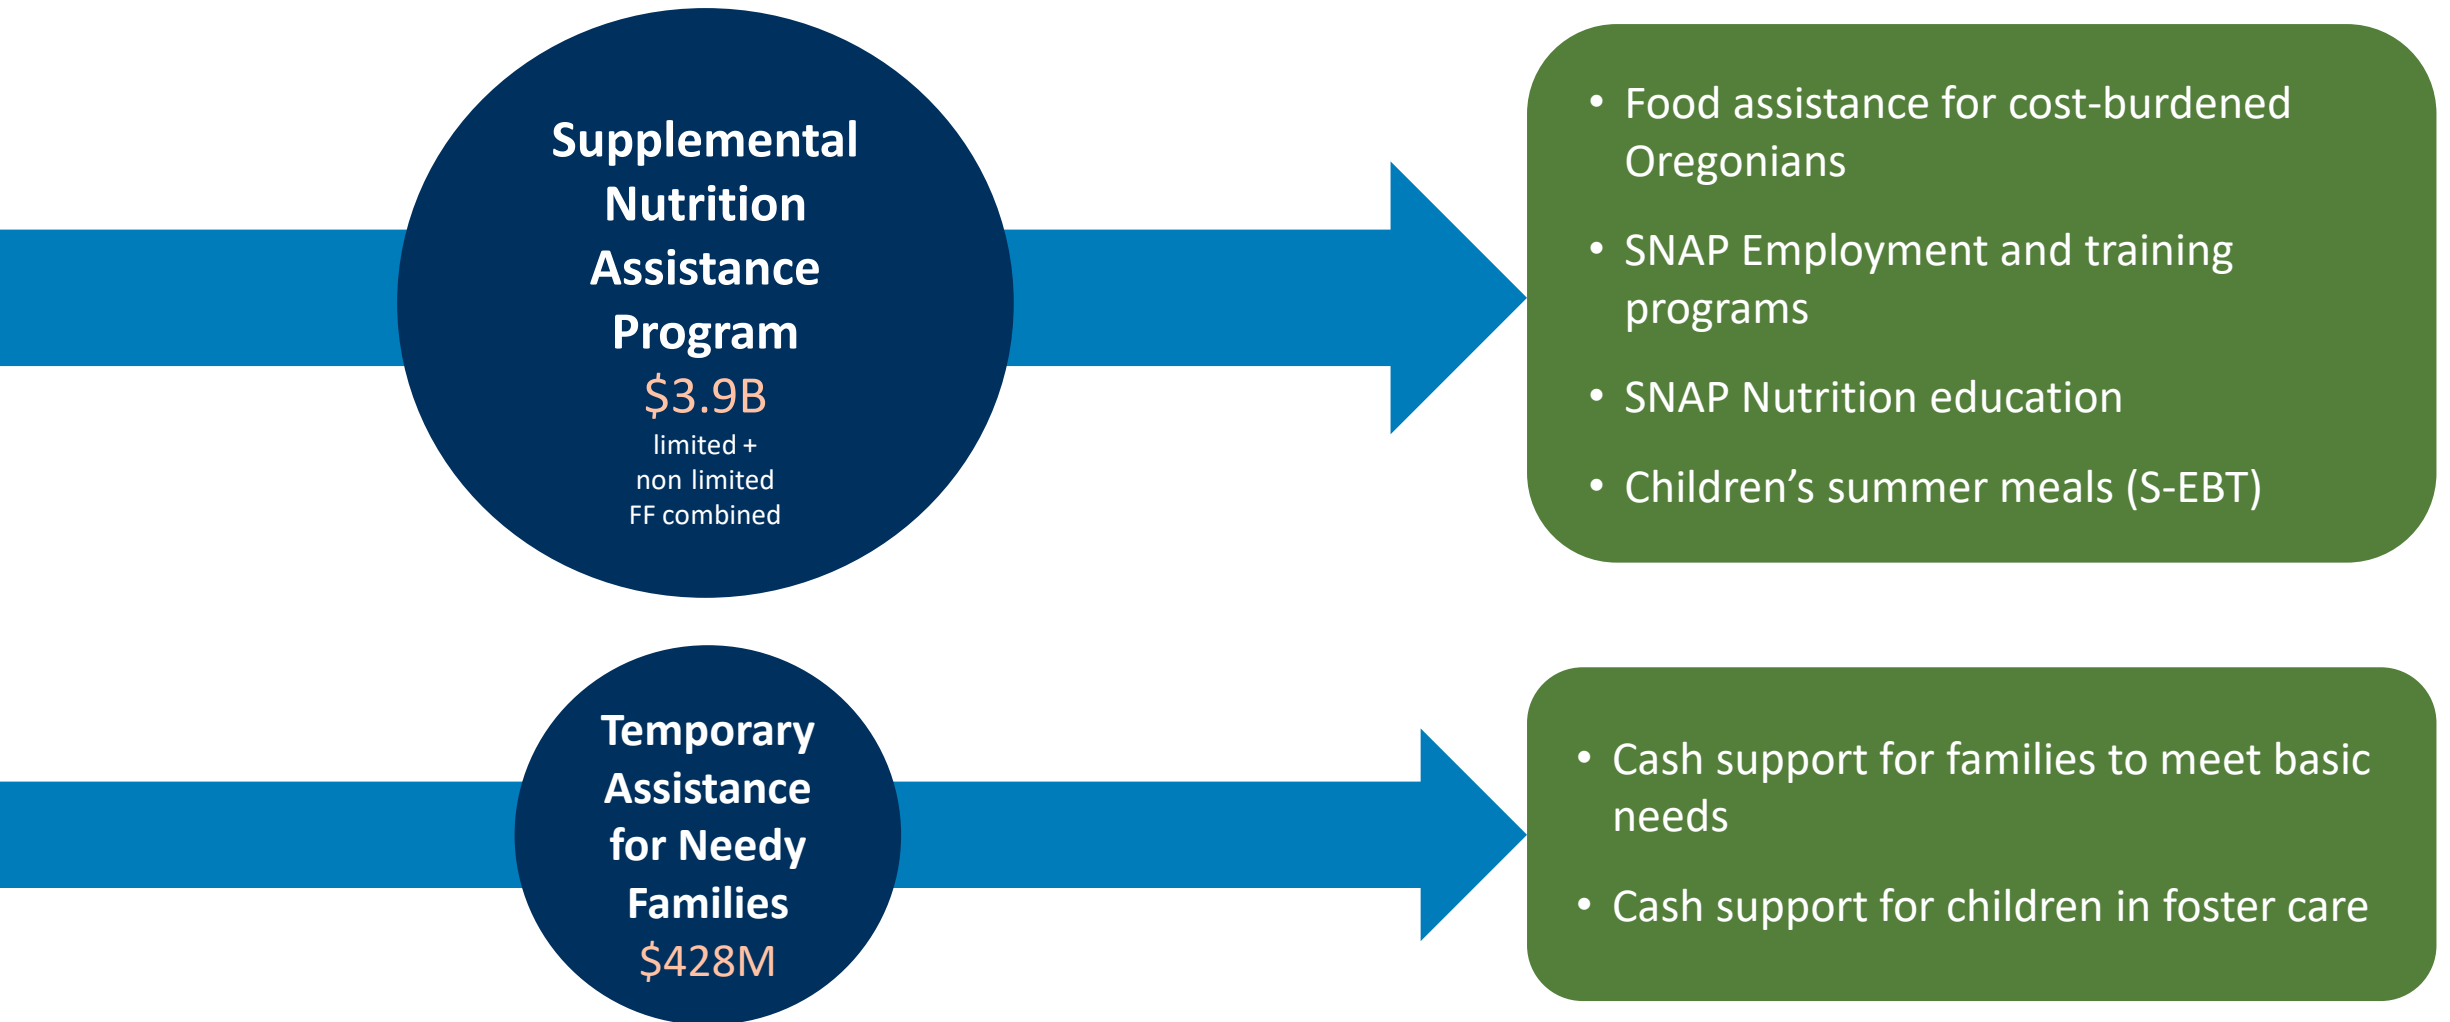 Supplemental
Nutrition
Assistance
Program
$3.9B
limited +
non limited
FF combined
• Food assistance for cost-burdened
Oregonians
• SNAP Employment and training
programs
• SNAP Nutrition education
• Children’s summer meals (S-EBT)
Temporary
Assistance
for Needy
Families
$428M
• Cash support for families to meet basic
needs
• Cash support for children in foster care